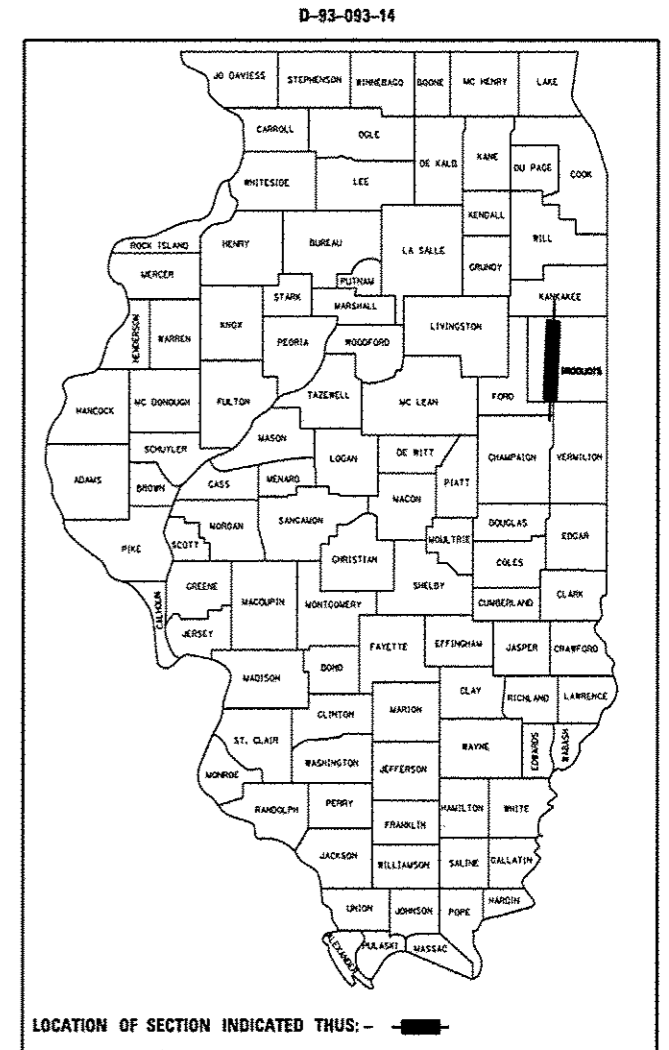 D-93-093-14
JO DAVIESS STEPHENSON WINNEBAGO BOONE MC HENRY LAKE
CARROLL OGLE DE KALB KANE DU PAGE COOK
WHITESIDE LEE
KENDALL
ROCK ISLAND HENRY BUREAU LA SALLE GRUNDY WILL
MERCER PUTNAM
STARK MARSHALL KANKAKEE
HENDERSON WARREN KNOX PEORIA WOODFORD LIVINGSTON IROQUOIS
HANCOCK MC DONOUGH FULTON TAZEWELL MC LEAN FORD
MASON
SCHUYLER LOGAN DE WITT CHAMPAIGN VERMILION
ADAMS BROWN CASS MENARD MACON PIATT
MORGAN SANGAMON DOUGLAS EDGAR
PIKE SCOTT CHRISTIAN MOULTRIE COLES
GREENE SHELBY
CALHOUN MACOUPIN MONTGOMERY CUMBERLAND CLARK
JERSEY FAYETTE EFFINGHAM JASPER CRAWFORD
MADISON BOND CLAY RICHLAND LAWRENCE
CLINTON MARION
ST. CLAIR WAYNE EDWARDS WABASH
WASHINGTON JEFFERSON
MONROE
RANDOLPH PERRY HAMILTON WHITE
FRANKLIN
JACKSON WILLIAMSON SALINE GALLATIN
UNION JOHNSON POPE HARDIN
ALEXANDER PULASKI MASSAC
LOCATION OF SECTION INDICATED THUS: -